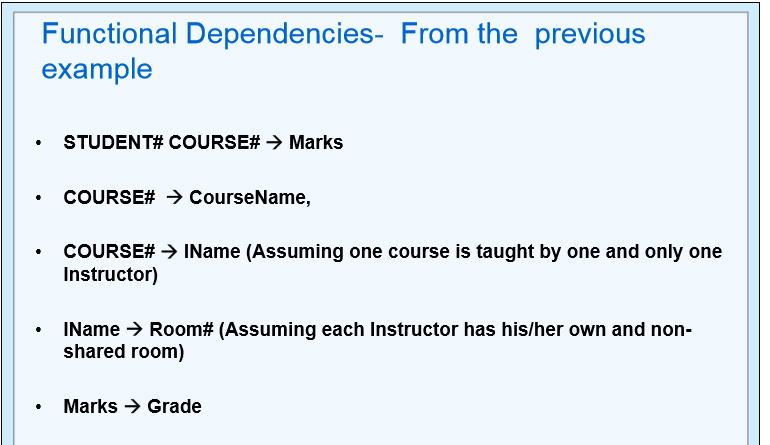 Functional Dependencies-  From the  previous
example
• STUDENT# COURSE# → Marks
• COURSE#  → CourseName,
• COURSE# → IName (Assuming one course is taught by one and only one
Instructor)
• IName → Room# (Assuming each Instructor has his/her own and non-
shared room)
• Marks → Grade